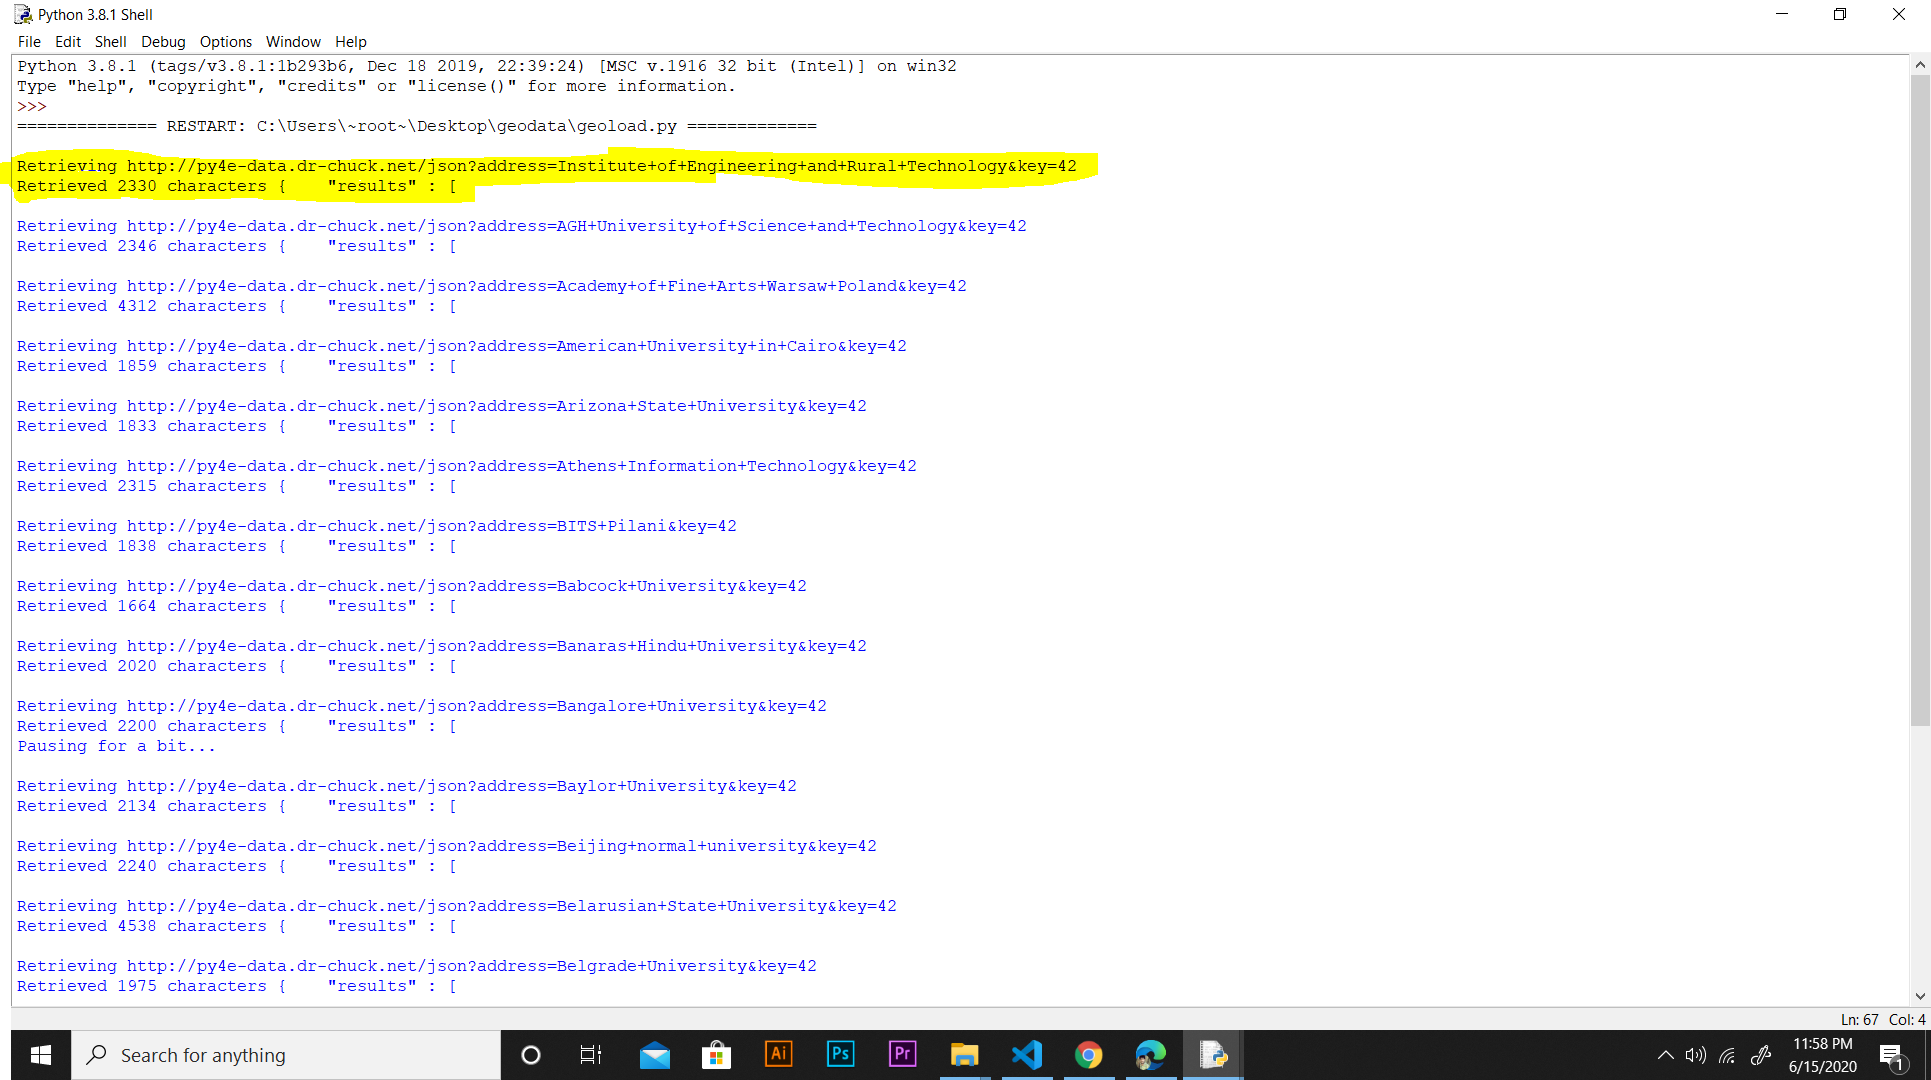 Python 3.8.1 Shell
File Edit Shell Debug Options Window Help
Python 3.8.1 (tags/v3.8.1:1b293b6, Dec 18 2019, 22:39:24) [MSC v.1916 32 bit (Intel)] on win32
Type "help", "copyright", "credits" or "license()" for more information.
>>>
============== RESTART: C:\Users\~root~\Desktop\geodata\geoload.py =============
Retrieving http://py4e-data.dr-chuck.net/json?address=Institute+of+Engineering+and+Rural+Technology&key=42
Retrieved 2330 characters {    "results" : [
Retrieving http://py4e-data.dr-chuck.net/json?address=AGH+University+of+Science+and+Technology&key=42
Retrieved 2346 characters {    "results" : [
Retrieving http://py4e-data.dr-chuck.net/json?address=Academy+of+Fine+Arts+Warsaw+Poland&key=42
Retrieved 4312 characters {    "results" : [
Retrieving http://py4e-data.dr-chuck.net/json?address=American+University+in+Cairo&key=42
Retrieved 1859 characters {    "results" : [
Retrieving http://py4e-data.dr-chuck.net/json?address=Arizona+State+University&key=42
Retrieved 1833 characters {    "results" : [
Retrieving http://py4e-data.dr-chuck.net/json?address=Athens+Information+Technology&key=42
Retrieved 2315 characters {    "results" : [
Retrieving http://py4e-data.dr-chuck.net/json?address=BITS+Pilani&key=42
Retrieved 1838 characters {    "results" : [
Retrieving http://py4e-data.dr-chuck.net/json?address=Babcock+University&key=42
Retrieved 1664 characters {    "results" : [
Retrieving http://py4e-data.dr-chuck.net/json?address=Banaras+Hindu+University&key=42
Retrieved 2020 characters {    "results" : [
Retrieving http://py4e-data.dr-chuck.net/json?address=Bangalore+University&key=42
Retrieved 2200 characters {    "results" : [
Pausing for a bit...
Retrieving http://py4e-data.dr-chuck.net/json?address=Baylor+University&key=42
Retrieved 2134 characters {    "results" : [
Retrieving http://py4e-data.dr-chuck.net/json?address=Beijing+normal+university&key=42
Retrieved 2240 characters {    "results" : [
Retrieving http://py4e-data.dr-chuck.net/json?address=Belarusian+State+University&key=42
Retrieved 4538 characters {    "results" : [
Retrieving http://py4e-data.dr-chuck.net/json?address=Belgrade+University&key=42
Retrieved 1975 characters {    "results" : [
Ln: 67 Col: 4
Search for anything
Ai
Ps
Pr
11:58 PM
6/15/2020
1